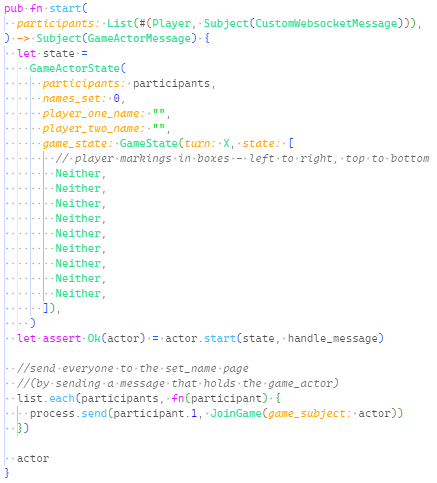 pub fn start(
  participants: List(#(Player, Subject(CustomWebsocketMessage))),
) -> Subject(GameActorMessage) {
  let state =
    GameActorState(
      participants: participants,
      names_set: 0,
      player_one_name: "",
      player_two_name: "",
      game_state: GameState(turn: X, state: [
        // player markings in boxes - left to right, top to bottom
        Neither,
        Neither,
        Neither,
        Neither,
        Neither,
        Neither,
        Neither,
        Neither,
        Neither,
      ]),
    )
  let assert Ok(actor) = actor.start(state, handle_message)

  //send everyone to the set_name page
  //(by sending a message that holds the game_actor)
  list.each(participants, fn(participant) {
    process.send(participant.1, JoinGame(game_subject: actor))
  })

  actor
}